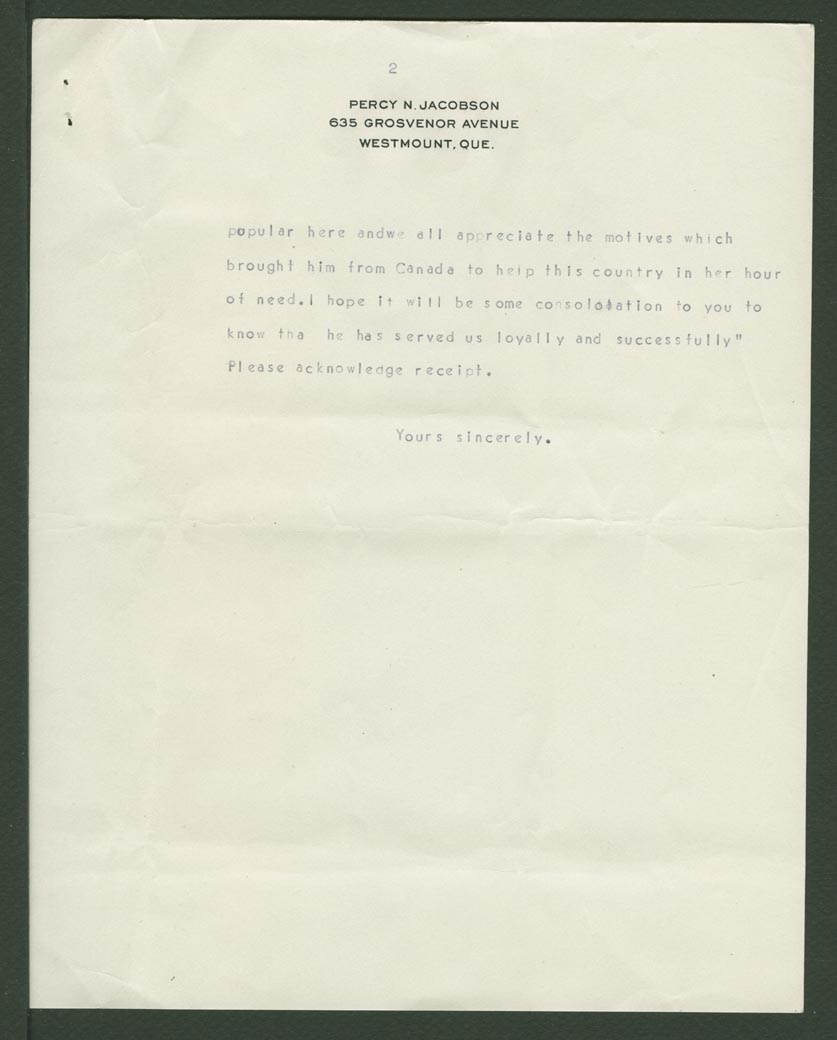 2
PERCY N. JACOBSON
635 GROSVENOR AVENUE
WESTMOUNT, QUE.
popular here andwe all appreciate the motives which
brought him from Canada to help this country in her hour
of need.I hope it will be some consolotation to you to
know tha he has served us loyally and successfully"
Please acknowledge receipt.
Yours sincerely.